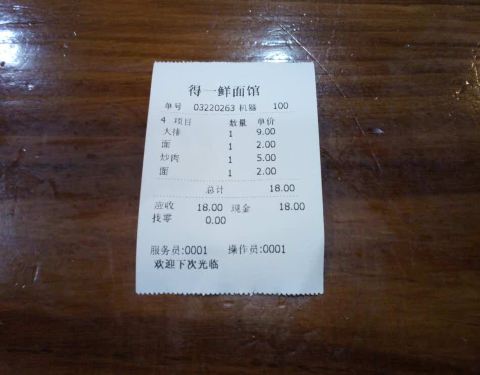 得一鲜面馆
单号 03220263 机器 100
4 项目 数量 单价
大排 1 9.00
面 1 2.00
炒肉 1 5.00
面 1 2.00
总计 18.00
应收 18.00 现金 18.00
找零 0.00
服务员:0001 操作员:0001
欢迎下次光临